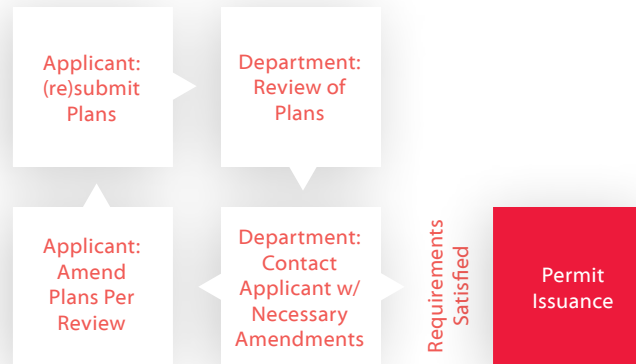 Applicant:
(re)submit
Plans
Department:
Review of
Plans
Applicant:
Amend
Plans Per
Review
Department:
Contact
Applicant w/
Necessary
Amendments
Requirements
Satisfied
Permit
Issuance